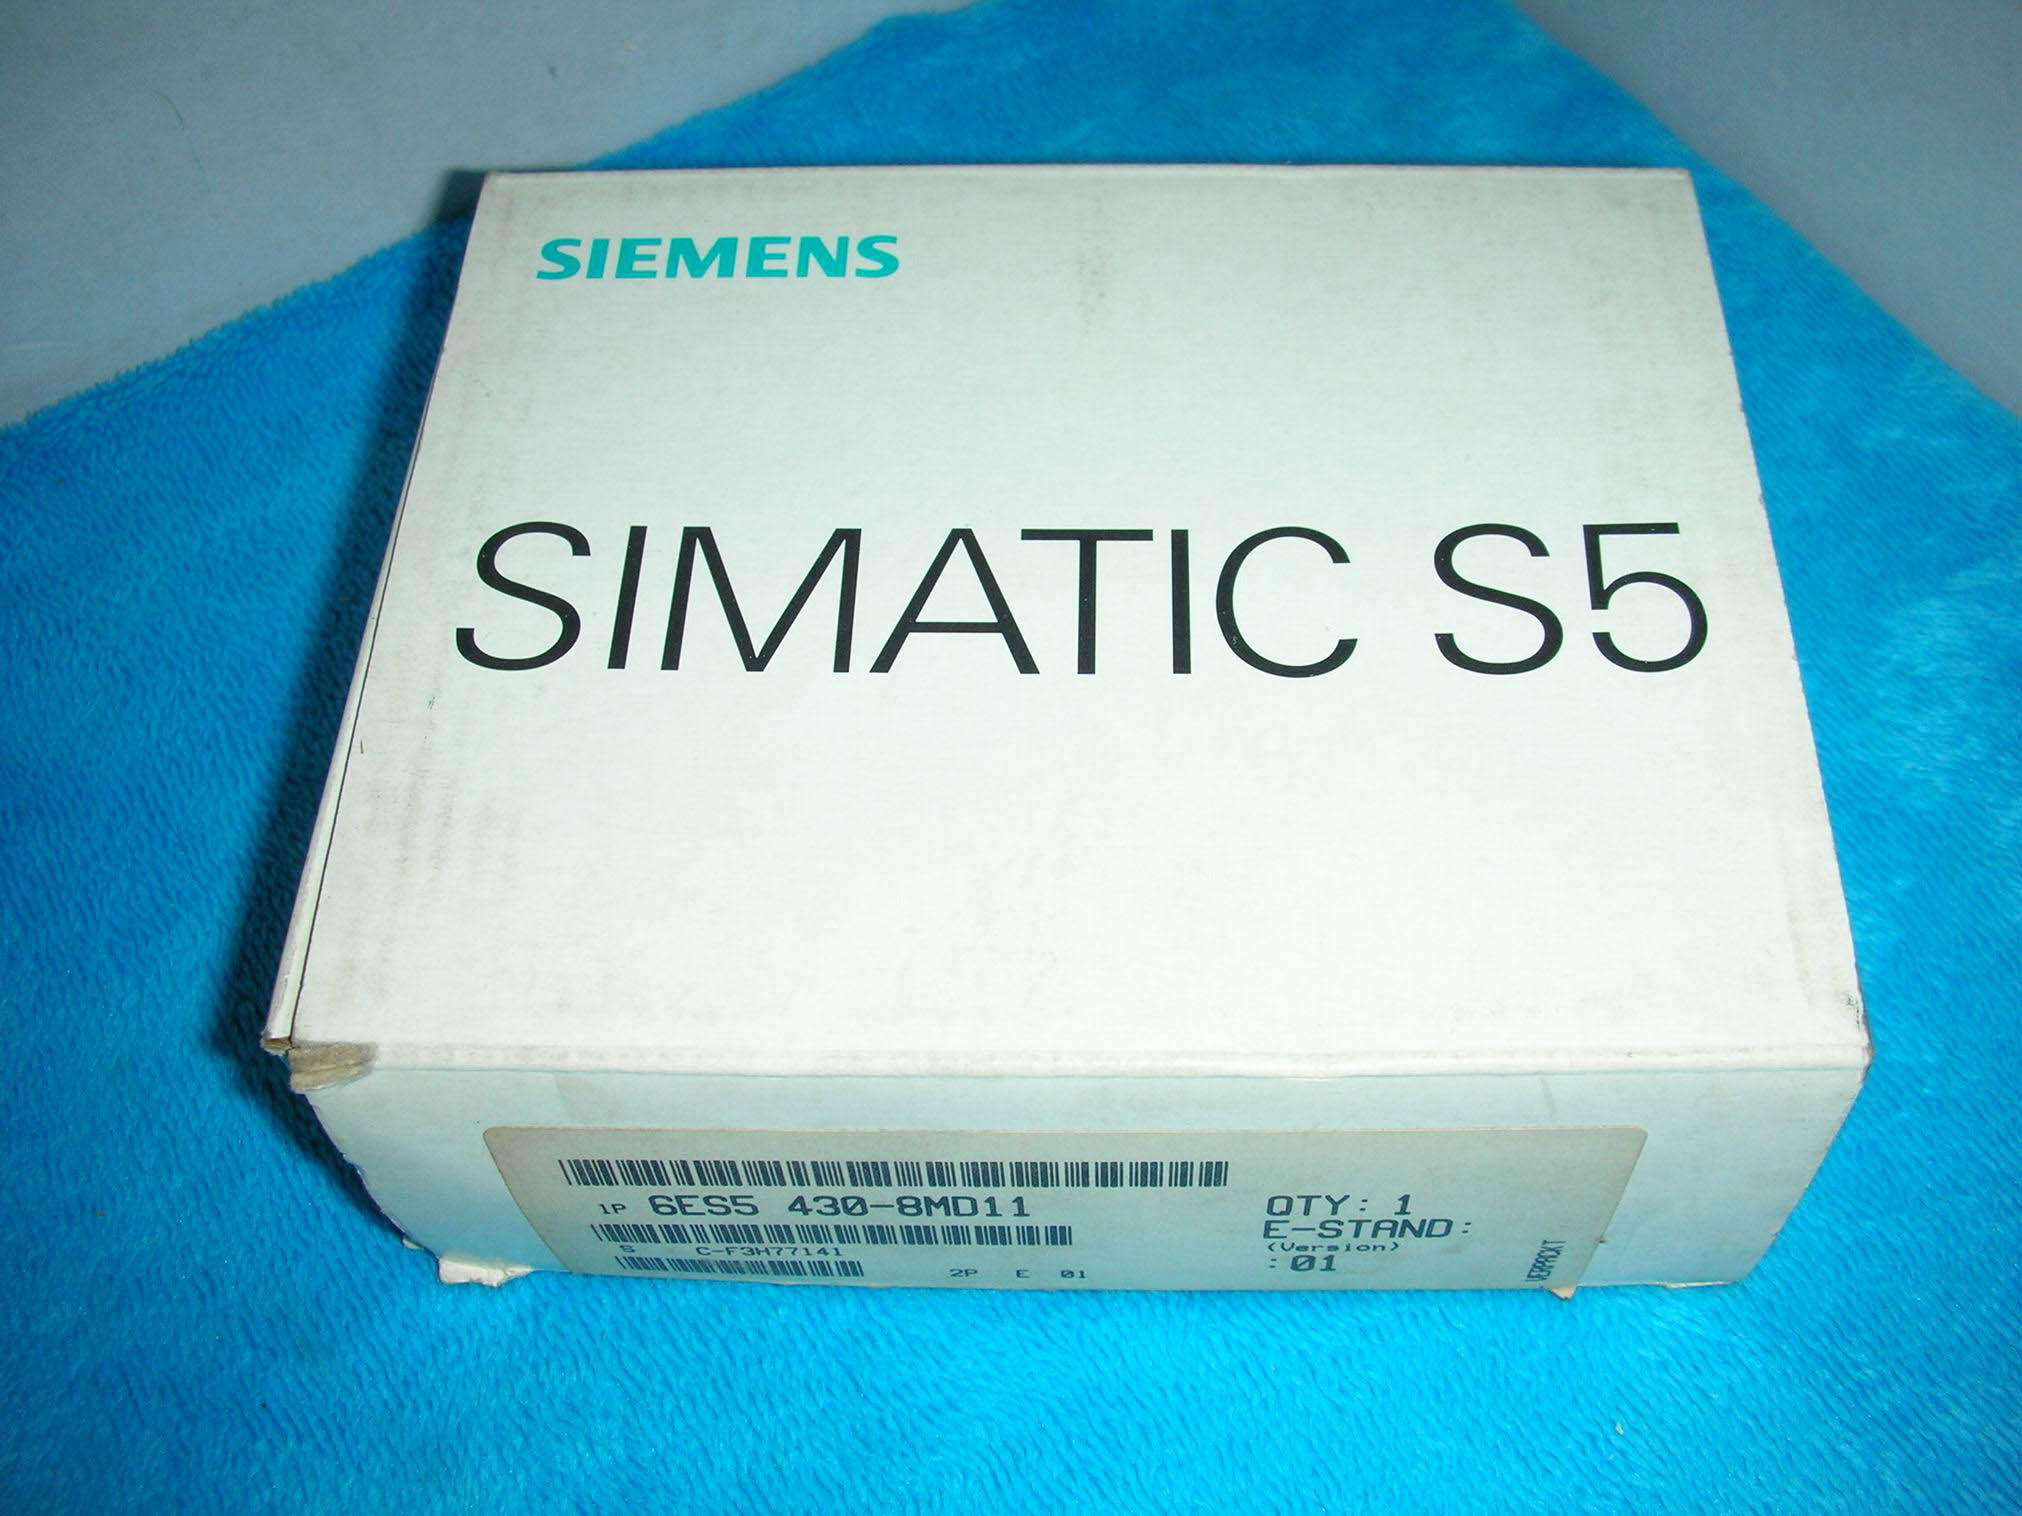 SIEMENS
SIMATIC S5
1P 6ES5 430-8MD11
S C-F3H77141
2P E 01
QTY: 1
E-STAND:
(Version)
:01